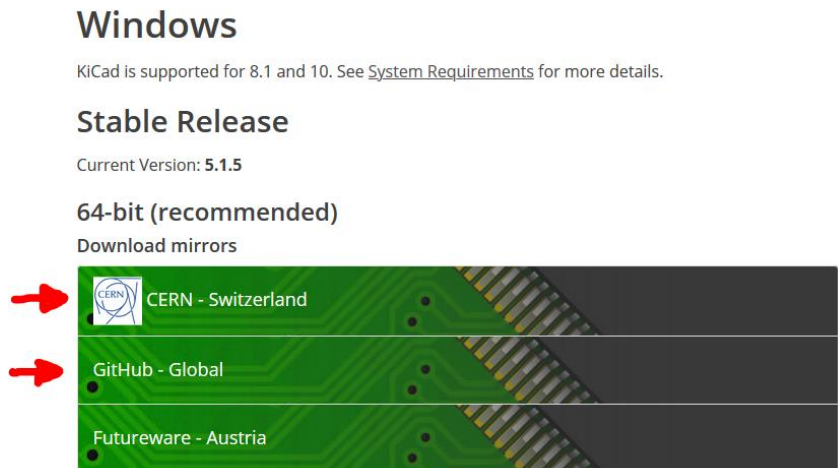 Windows
KiCad is supported for 8.1 and 10. See System Requirements for more details.
Stable Release
Current Version: 5.1.5
64-bit (recommended)
Download mirrors
CERN
CERN - Switzerland
GitHub - Global
Futureware - Austria